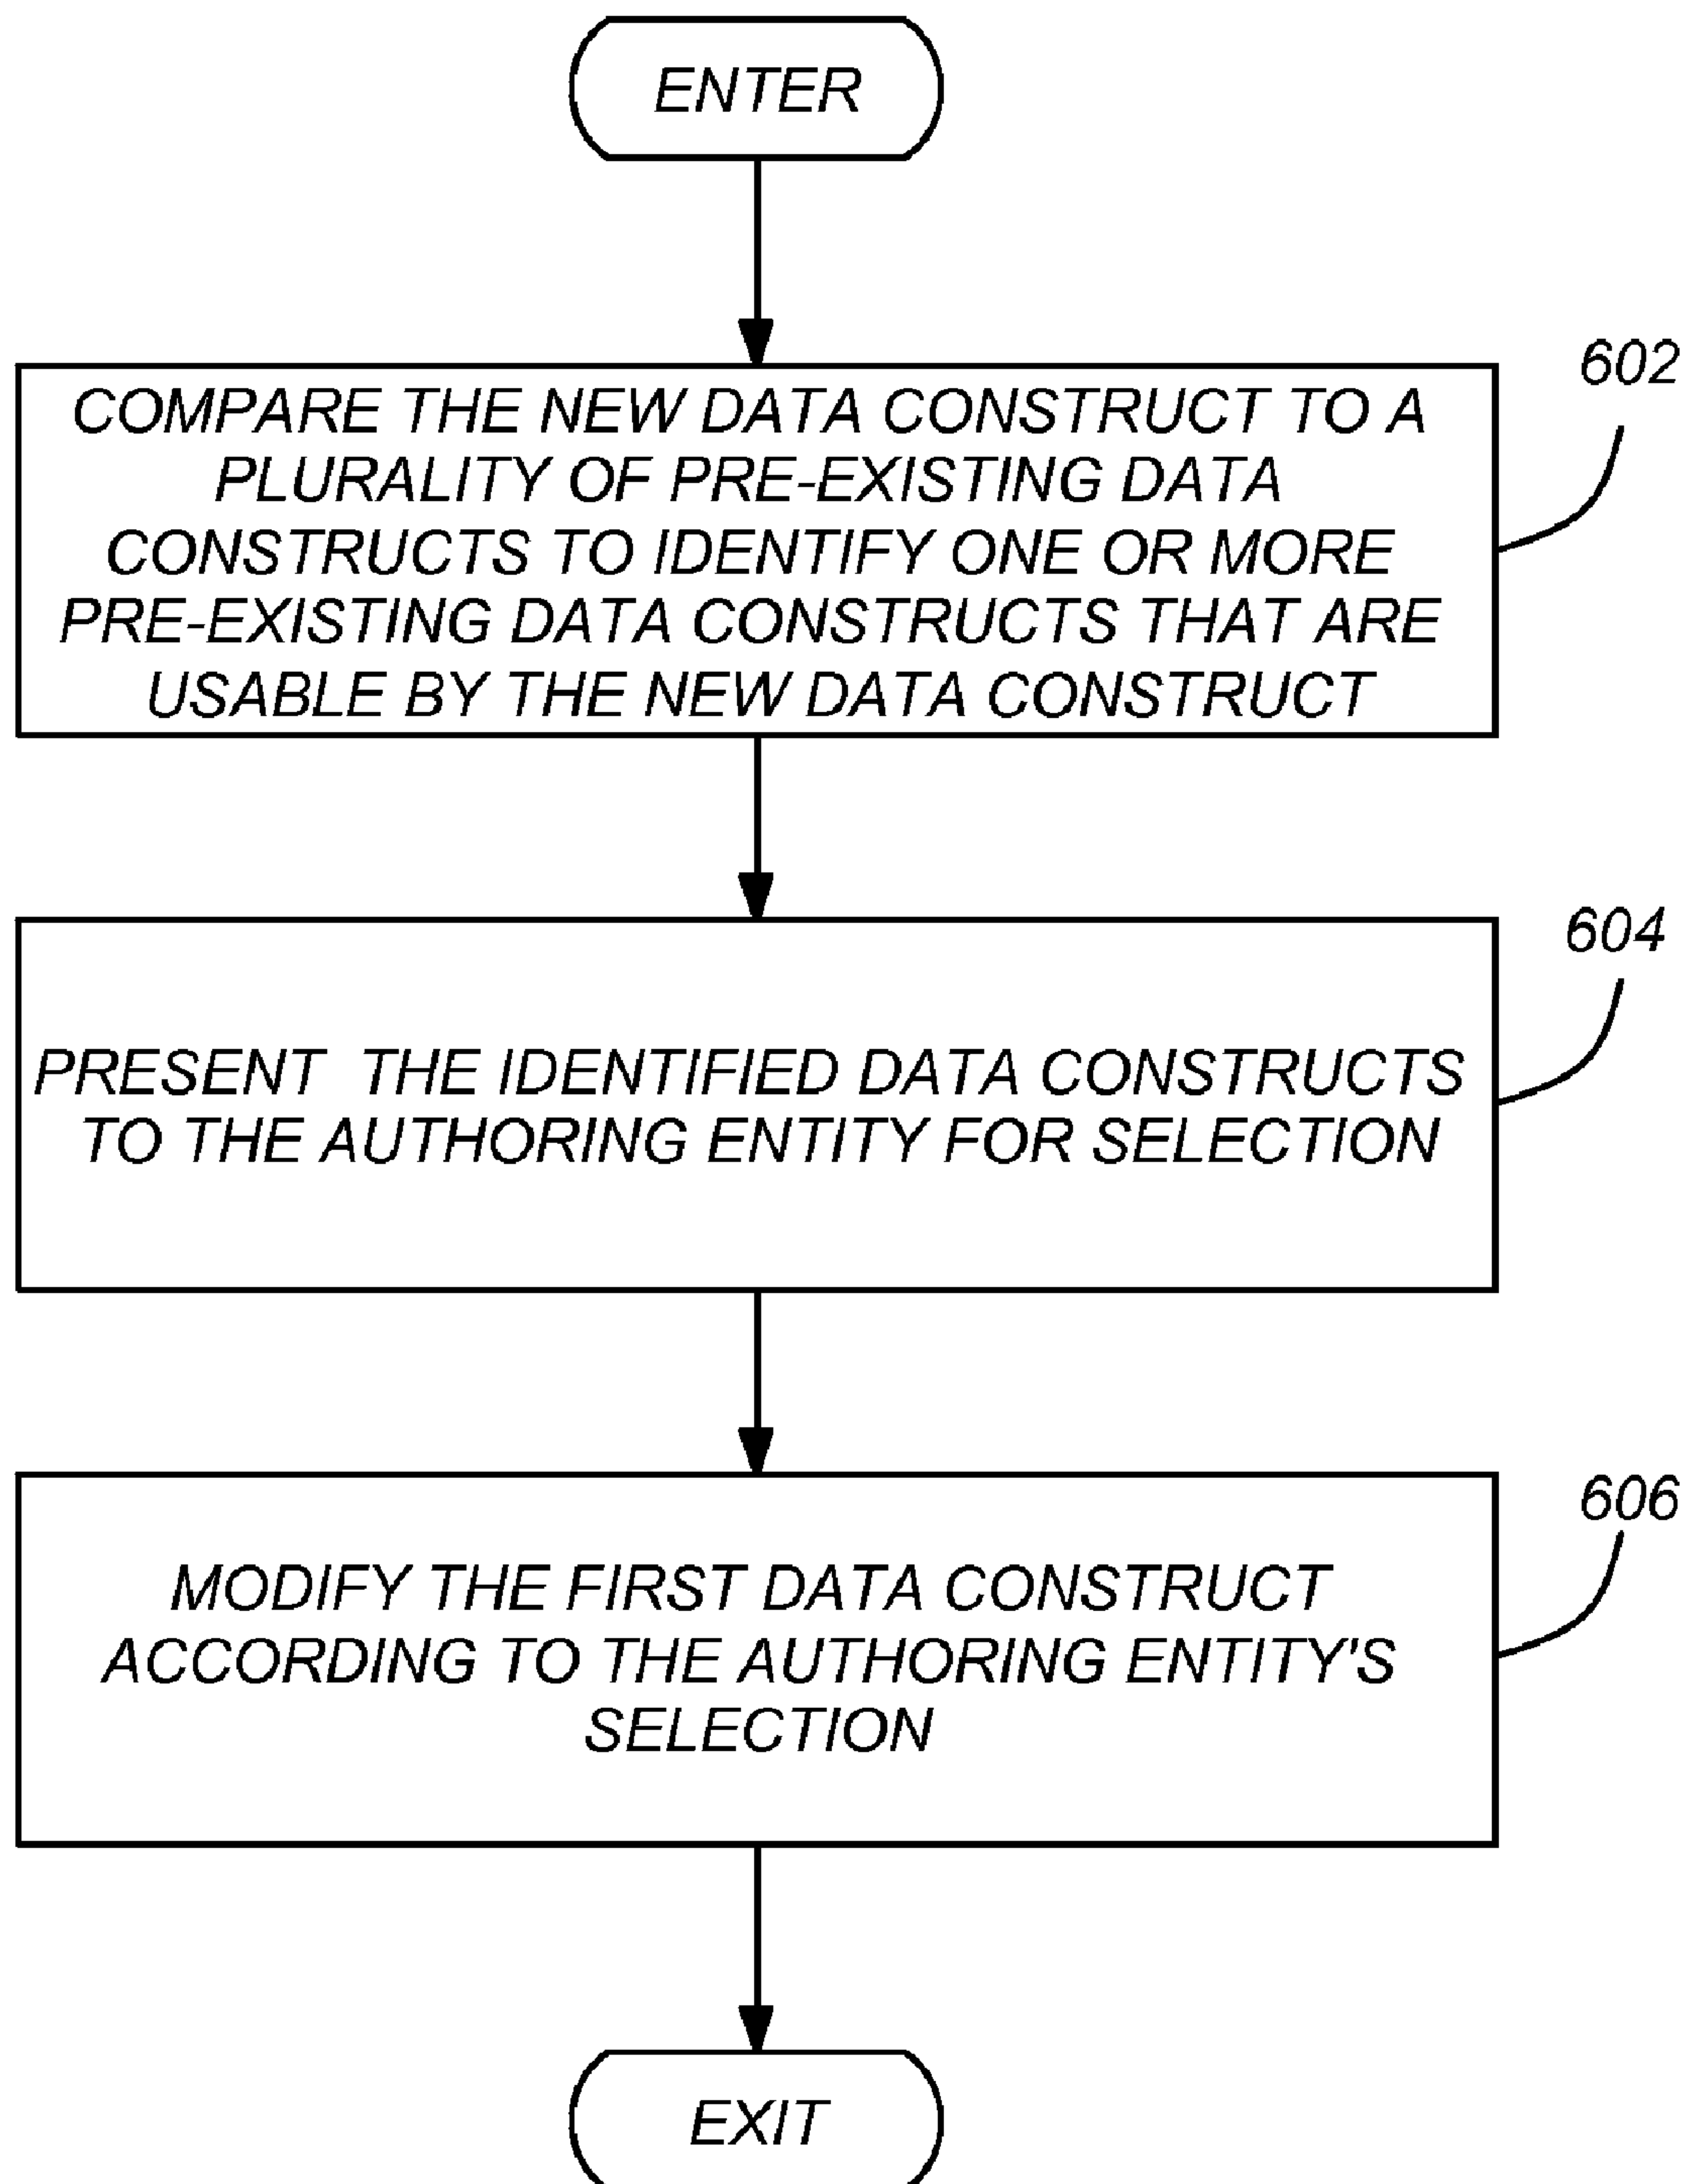 ENTER
602
COMPARE THE NEW DATA CONSTRUCT TO A
PLURALITY OF PRE-EXISTING DATA
CONSTRUCTS TO IDENTIFY ONE OR MORE
PRE-EXISTING DATA CONSTRUCTS THAT ARE
USABLE BY THE NEW DATA CONSTRUCT
604
PRESENT THE IDENTIFIED DATA CONSTRUCTS
TO THE AUTHORING ENTITY FOR SELECTION
606
MODIFY THE FIRST DATA CONSTRUCT
ACCORDING TO THE AUTHORING ENTITY'S
SELECTION
EXIT